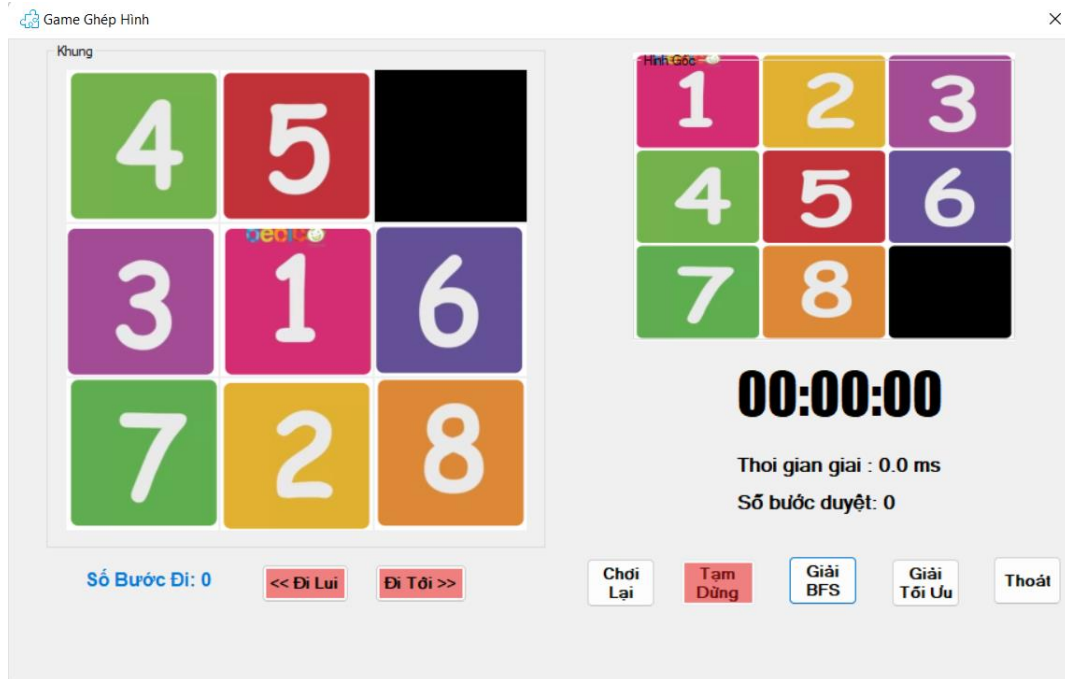 Game Ghép Hình
Khung
4 5
3 1 6
7 2 8
Hình Gốc
1 2 3
4 5 6
7 8
00:00:00
Thoi gian giai : 0.0 ms
Số bước duyệt: 0
Số Bước Đi: 0
<< Đi Lui
Đi Tới >>
Chơi
Lại
Tạm
Dừng
Giải
BFS
Giải
Tối Ưu
Thoát